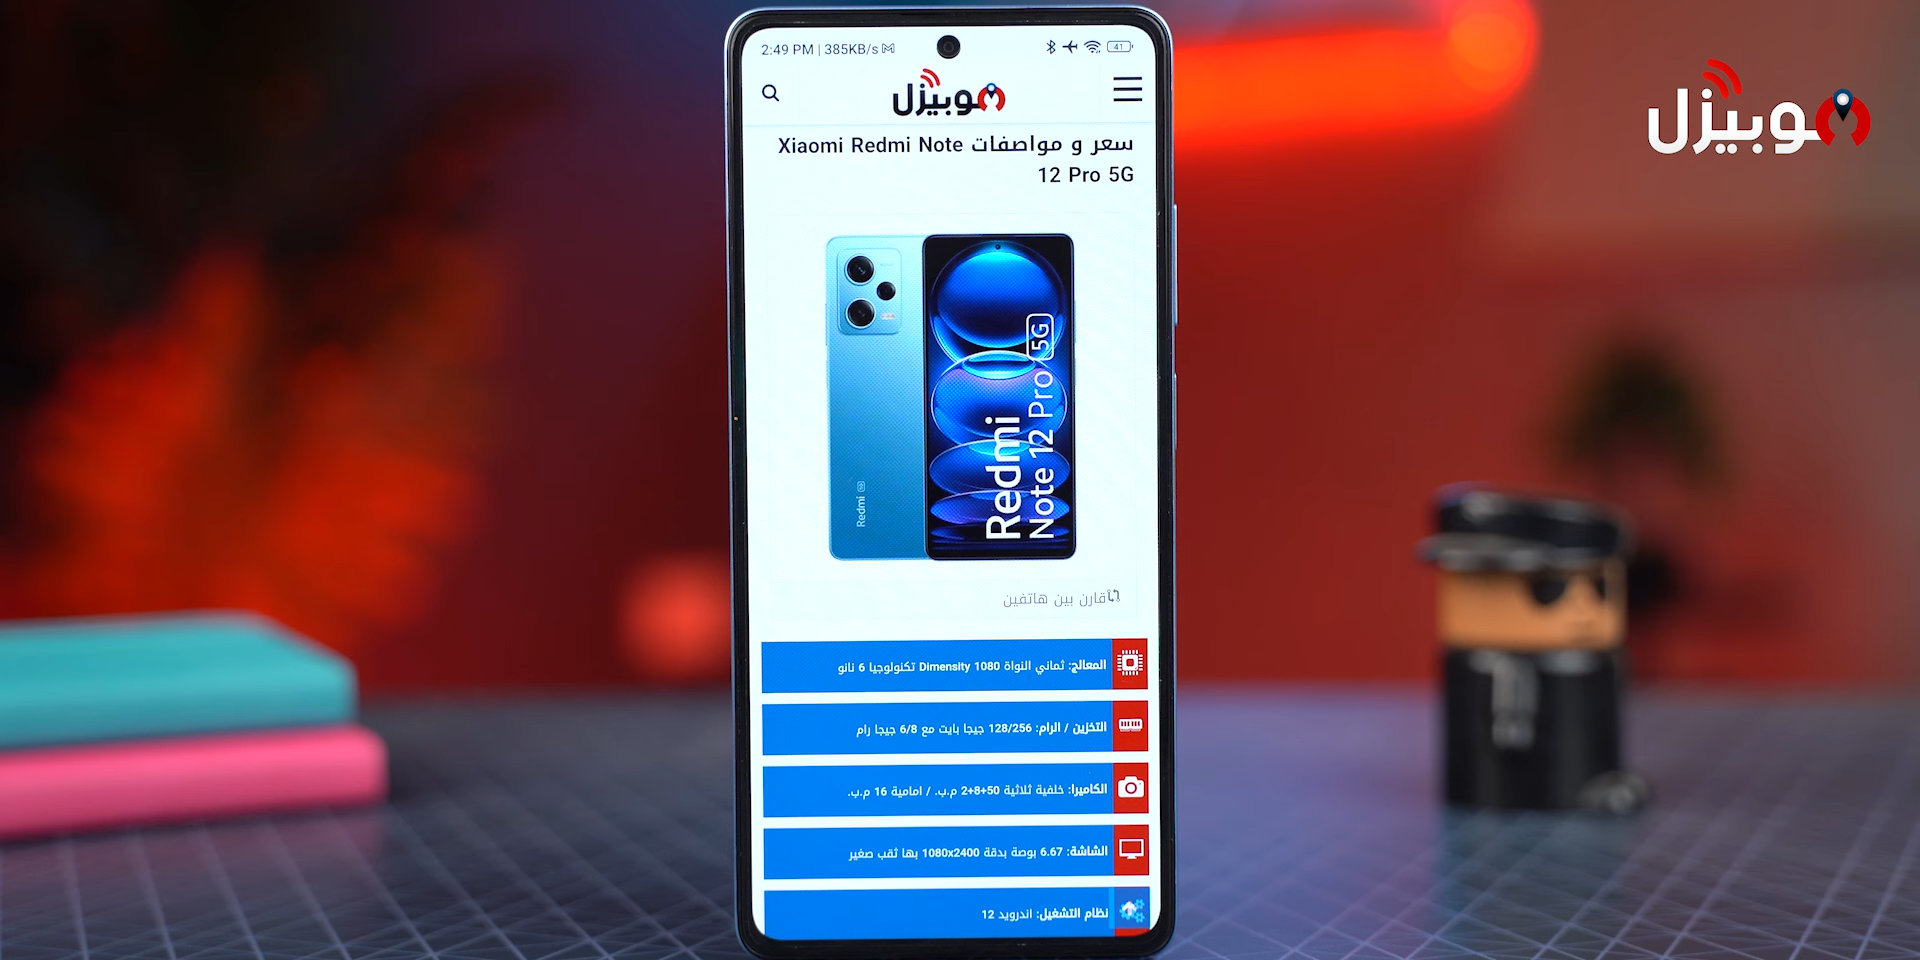 2:49 PM | 385KB/s
41
موبيزل
موبيزل
سعر و مواصفات Xiaomi Redmi Note
12 Pro 5G
Redmi
Note 12 Pro 5G
Redmi 5G
قارن بين هاتفين
المعالج: ثماني النواة Dimensity 1080 تكنولوجيا 6 نانو
التخزين / الرام: 128/256 جيجا بايت مع 6/8 جيجا رام
الكاميرا: خلفية ثلاثية 50+8+2 م.ب. / امامية 16 م.ب.
الشاشة: 6.67 بوصة بدقة 1080x2400 بها ثقب صغير
نظام التشغيل: اندرويد 12